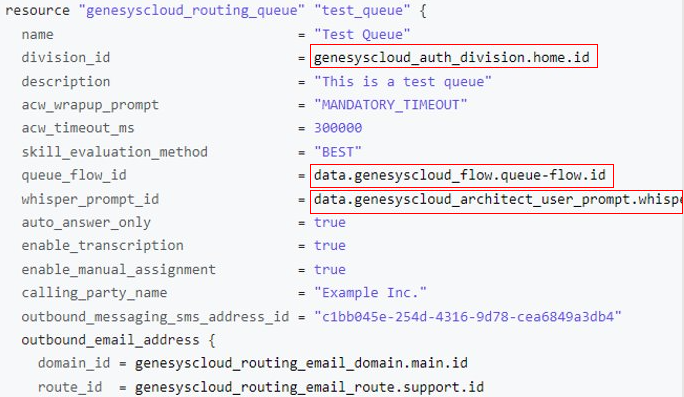 resource "genesyscloud_routing_queue" "test_queue" {
name = "Test Queue"
division_id = genesyscloud_auth_division.home.id
description = "This is a test queue"
acw_wrapup_prompt = "MANDATORY_TIMEOUT"
acw_timeout_ms = 300000
skill_evaluation_method = "BEST"
queue_flow_id = data.genesyscloud_flow.queue-flow.id
whisper_prompt_id = data.genesyscloud_architect_user_prompt.whispe
auto_answer_only = true
enable_transcription = true
enable_manual_assignment = true
calling_party_name = "Example Inc."
outbound_messaging_sms_address_id = "c1bb045e-254d-4316-9d78-cea6849a3db4"
outbound_email_address {
domain_id = genesyscloud_routing_email_domain.main.id
route_id = genesyscloud_routing_email_route.support.id